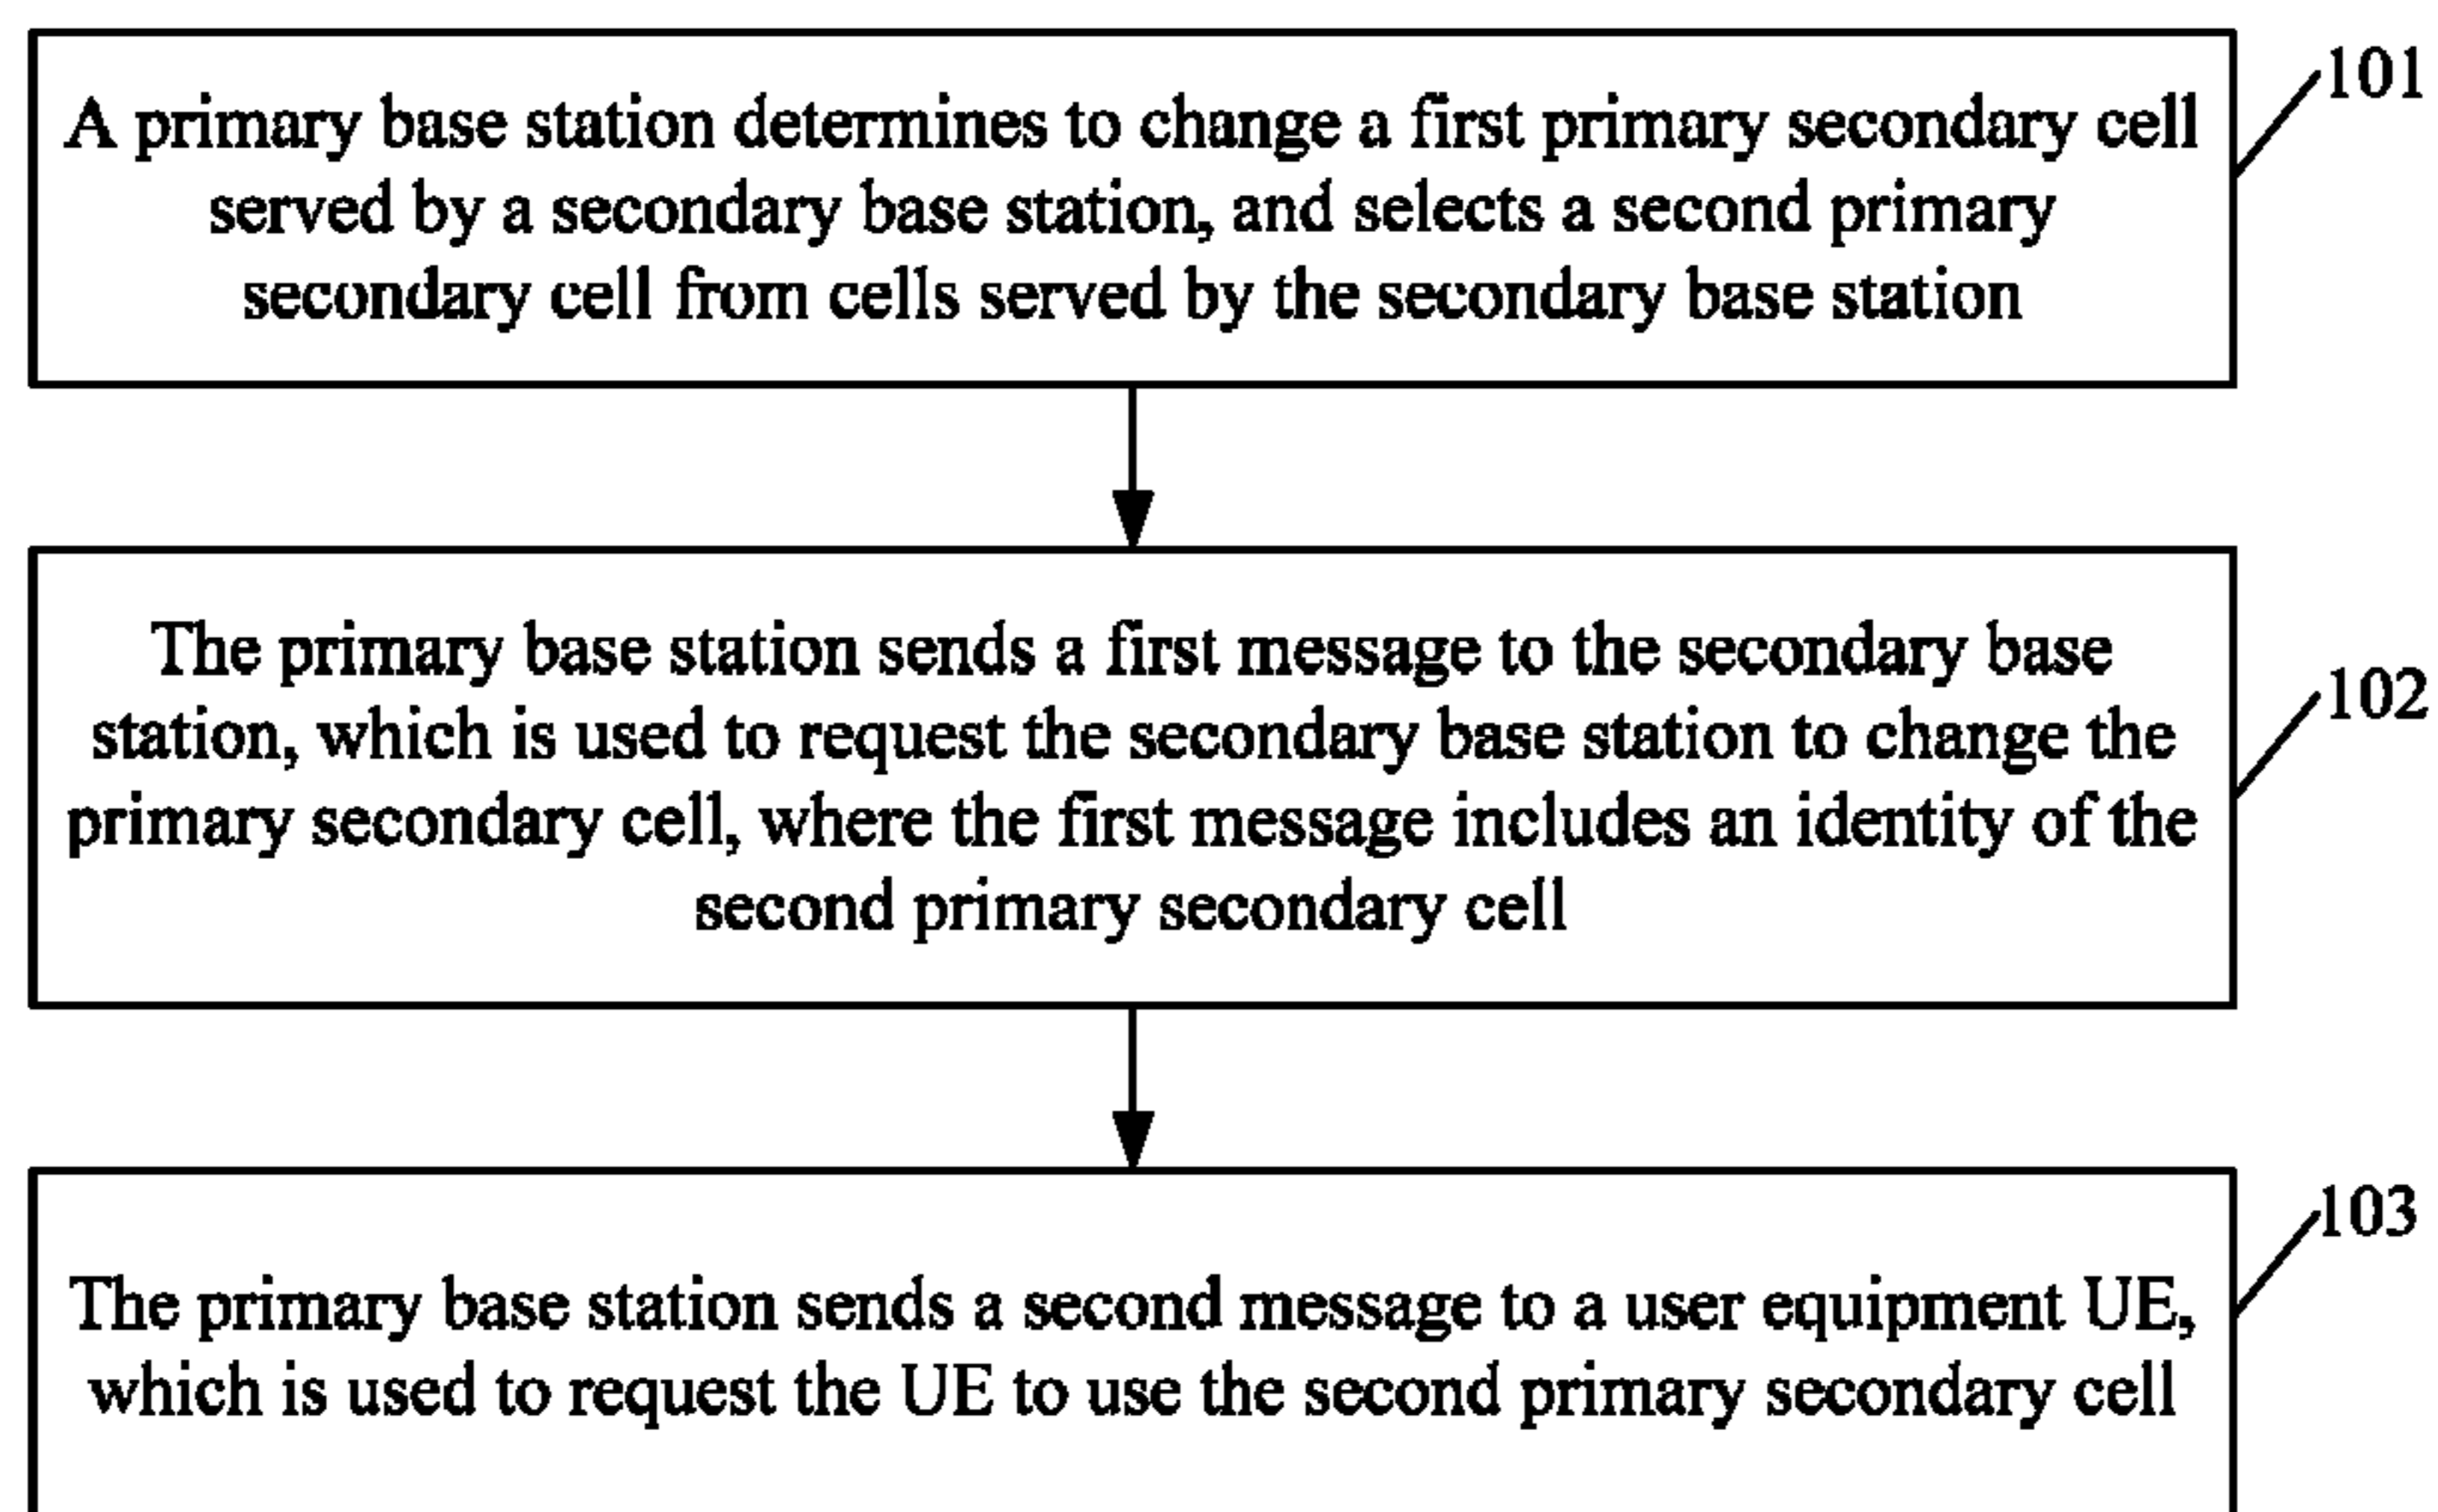 101
A primary base station determines to change a first primary secondary cell
served by a secondary base station, and selects a second primary
secondary cell from cells served by the secondary base station
The primary base station sends a first message to the secondary base
102
station, which is used to request the secondary base station to change the
primary secondary cell, where the first message includes an identity of the
second primary secondary cell
103
The primary base station sends a second message to a user equipment UE,
which is used to request the UE to use the second primary secondary cell